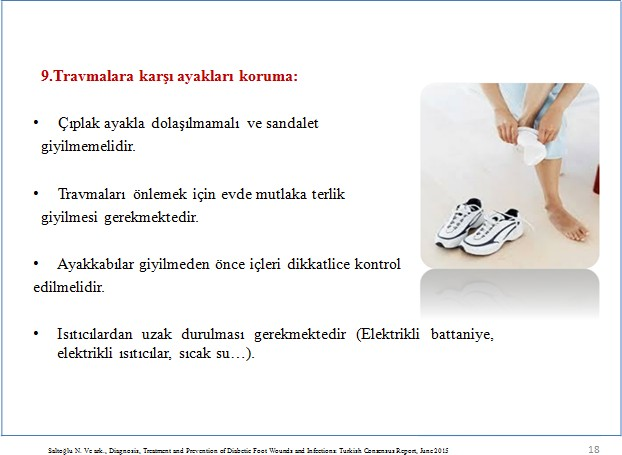 9.Travmalara karşı ayakları koruma:
• Çıplak ayakla dolaşılmamalı ve sandalet
giyilmemelidir.
• Travmaları önlemek için evde mutlaka terlik
giyilmesi gerekmektedir.
• Ayakkabılar giyilmeden önce içleri dikkatlice kontrol
edilmelidir.
• Isıtıcılardan uzak durulması gerekmektedir (Elektrikli battaniye,
elektrikli ısıtıcılar, sıcak su…).
Saltoğlu N. Ve ark., Diagnosis, Treatment and Prevention of Diabetic Foot Wounds and Infections: Turkish Consensus Report, June 2015
18